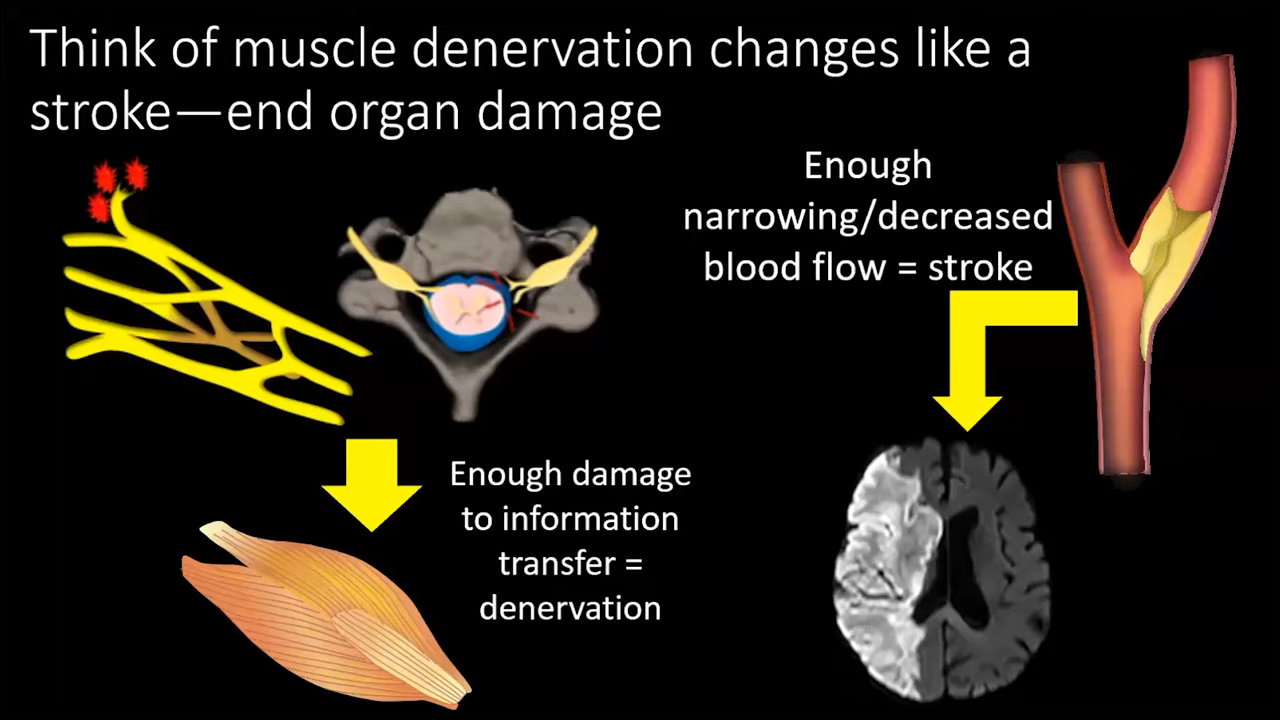 Think of muscle denervation changes like a
stroke—end organ damage
Enough
narrowing/decreased
blood flow = stroke
Enough damage
to information
transfer =
denervation